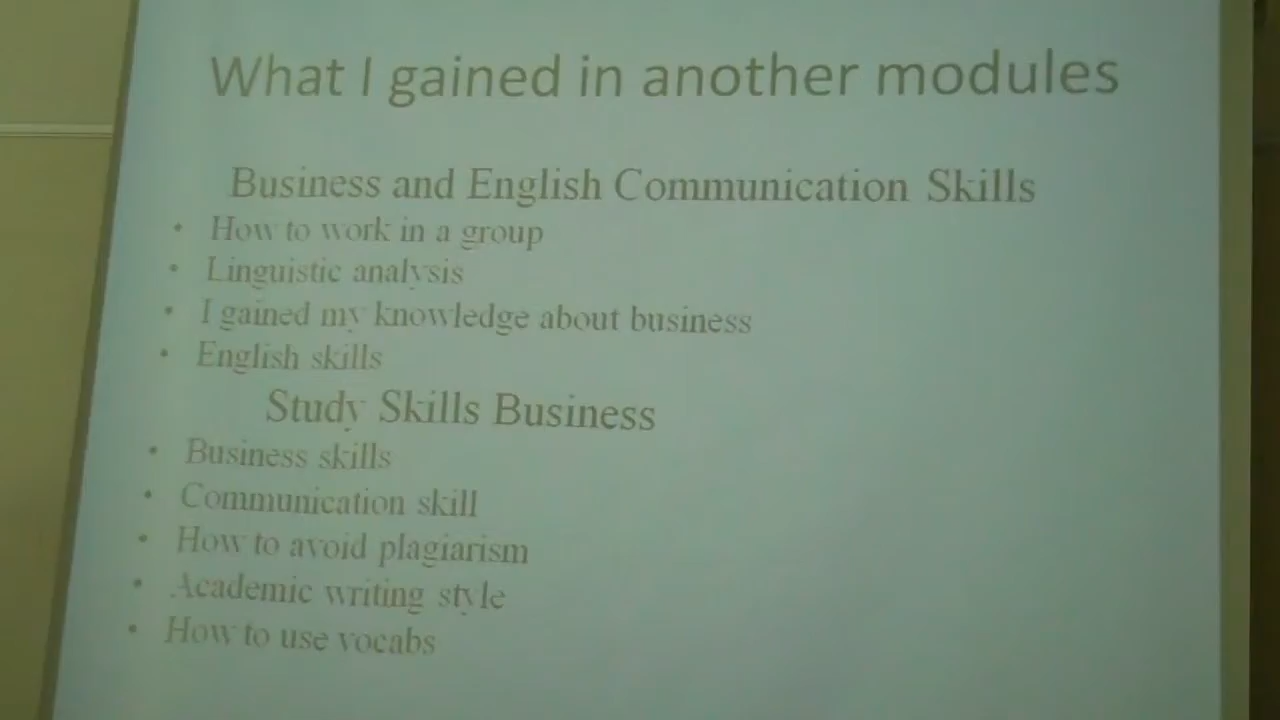 What I gained in another modules
Business and English Communication Skills
• How to work in a group
• Linguistic analysis
• I gained my knowledge about business
• English skills
Study Skills Business
• Business skills
• Communication skill
• How to avoid plagiarism
• Academic writing style
• How to use vocabs